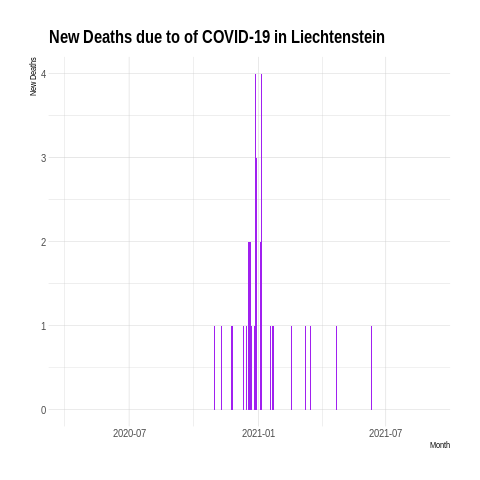 New Deaths due to of COVID-19 in Liechtenstein
New Deaths
4
3
2
1
0
2020-07 2021-01 2021-07
Month